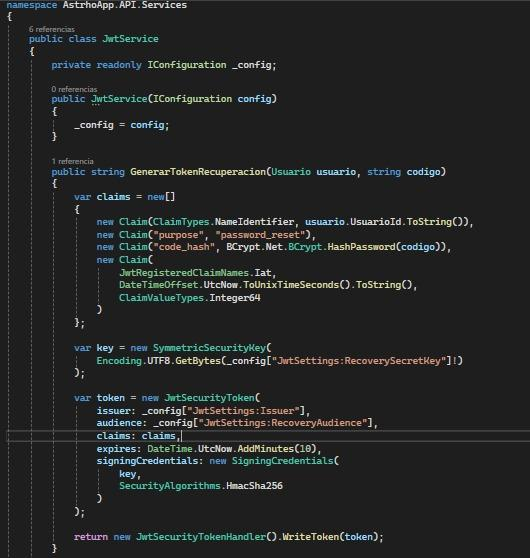 namespace AstrhoApp.API.Services
{
6 referencias
public class JwtService
{
private readonly IConfiguration _config;
0 referencias
public JwtService(IConfiguration config)
{
_config = config;
}
1 referencia
public string GenerarTokenRecuperacion(Usuario usuario, string codigo)
{
var claims = new[]
{
new Claim(ClaimTypes.NameIdentifier, usuario.UsuarioId.ToString()),
new Claim("purpose", "password_reset"),
new Claim("code_hash", BCrypt.Net.BCrypt.HashPassword(codigo)),
new Claim(
JwtRegisteredClaimNames.Iat,
DateTimeOffset.UtcNow.ToUnixTimeSeconds().ToString(),
ClaimValueTypes.Integer64
)
};
var key = new SymmetricSecurityKey(
Encoding.UTF8.GetBytes(_config["JwtSettings:RecoverySecretKey"]!)
);
var token = new JwtSecurityToken(
issuer: _config["JwtSettings:Issuer"],
audience: _config["JwtSettings:RecoveryAudience"],
claims: claims,
expires: DateTime.UtcNow.AddMinutes(10),
signingCredentials: new SigningCredentials(
key,
SecurityAlgorithms.HmacSha256
)
);
return new JwtSecurityTokenHandler().WriteToken(token);
}